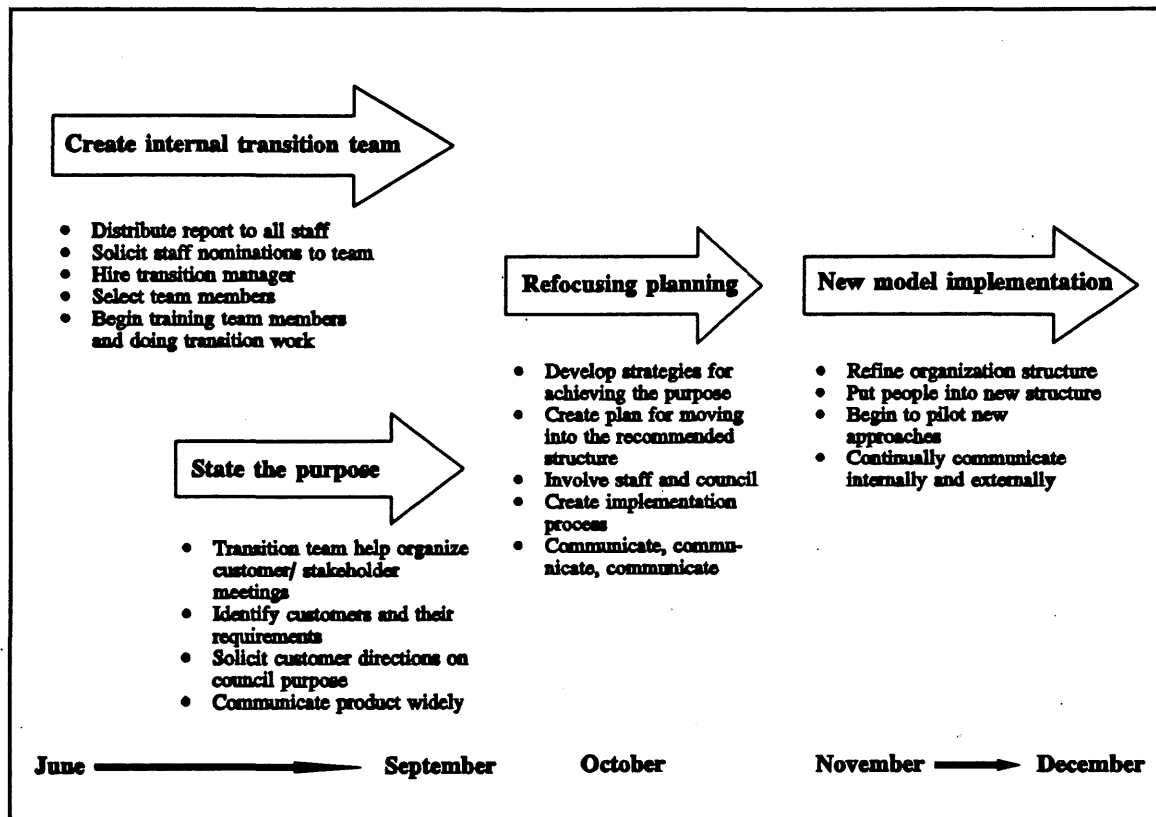 Create internal transition team
• Distribute report to all staff
• Solicit staff nominations to team
• Hire transition manager
• Select team members
• Begin training team members
and doing transition work
State the purpose
• Transition team help organize
customer/ stakeholder
meetings
• Identify customers and their
requirements
• Solicit customer directions on
council purpose
• Communicate product widely
Refocusing planning
• Develop strategies for
achieving the purpose
• Create plan for moving
into the recommended
structure
• Involve staff and council
• Create implementation
process
• Communicate, commu-
nicate, communicate
New model implementation
• Refine organization structure
• Put people into new structure
• Begin to pilot new
approaches
• Continually communicate
internally and externally
June September October November December